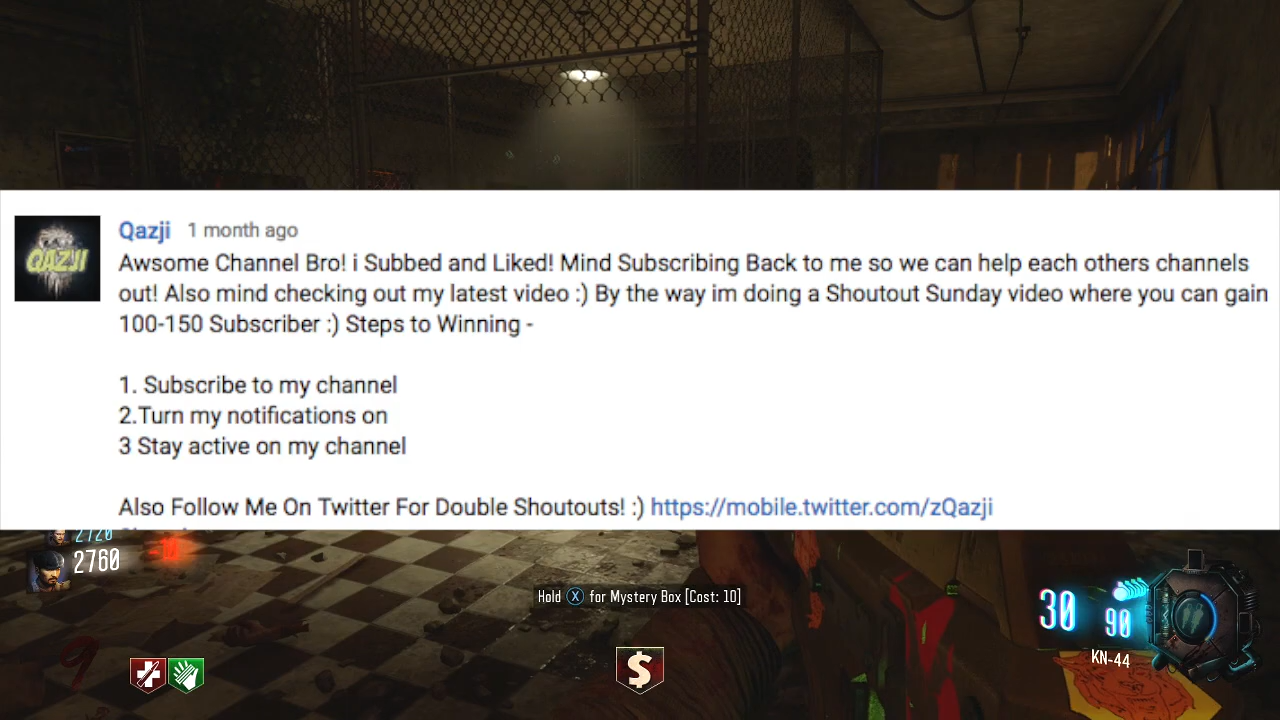 Qazji 1 month ago
QAZJI
Awsome Channel Bro! i Subbed and Liked! Mind Subscribing Back to me so we can help each others channels
out! Also mind checking out my latest video :) By the way im doing a Shoutout Sunday video where you can gain
100-150 Subscriber :) Steps to Winning -
1. Subscribe to my channel
2.Turn my notifications on
3 Stay active on my channel
Also Follow Me On Twitter For Double Shoutouts! :) https://mobile.twitter.com/zQazji
2720
2760
Hold X for Mystery Box [Cost: 10]
30 90
KN-44
9
$